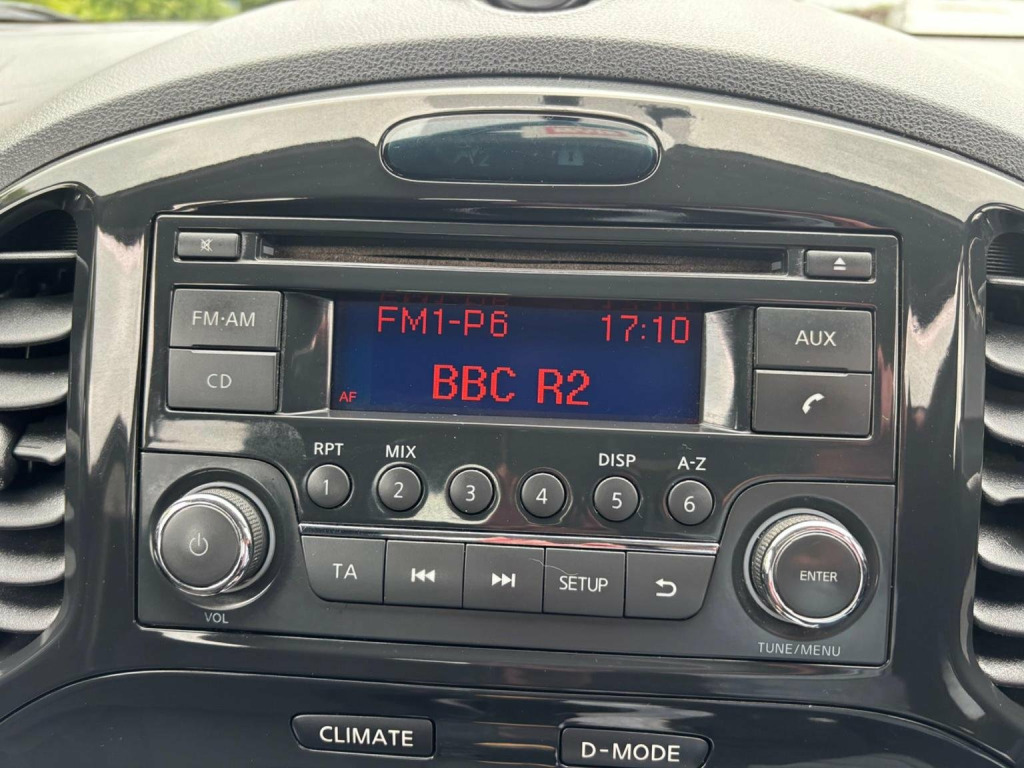 FM·AM
CD
FM1-P6 17:10
BBC R2
AF
AUX
RPT MIX DISP A-Z
1 2 3 4 5 6
TA SETUP
VOL
ENTER
TUNE/MENU
CLIMATE D-MODE